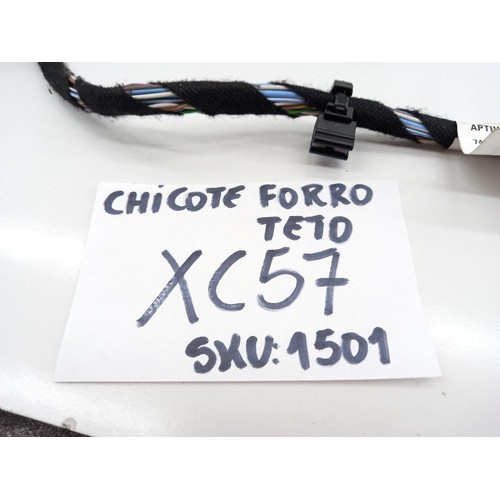 CHICOTE FORRO
TETO
XC57
SKU:1501